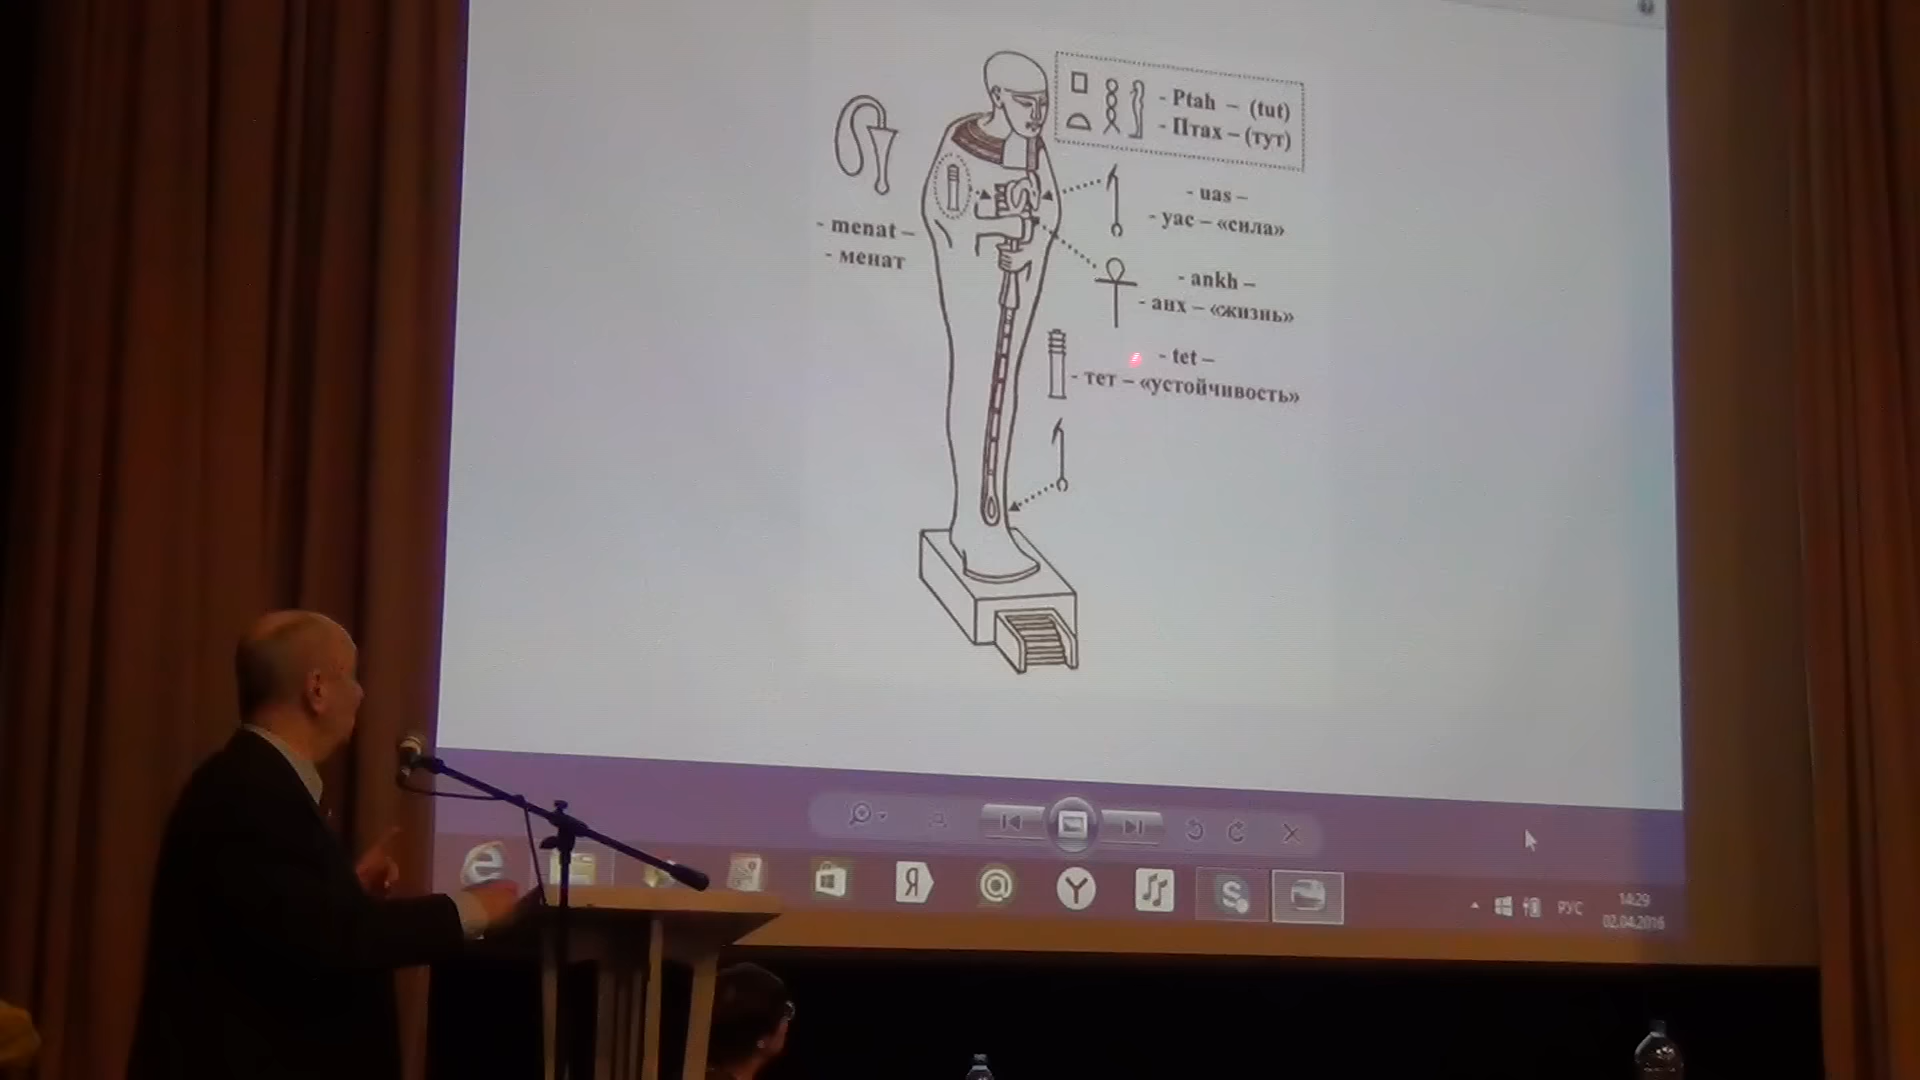 - Ptah – (tut)
- Птах – (тут)
- uas –
- уас – «сила»
- menat –
- менат
- ankh –
- анх – «жизнь»
- tet –
- тет – «устойчивость»
Я
Y
S
РУС
14:29
02.04.2016